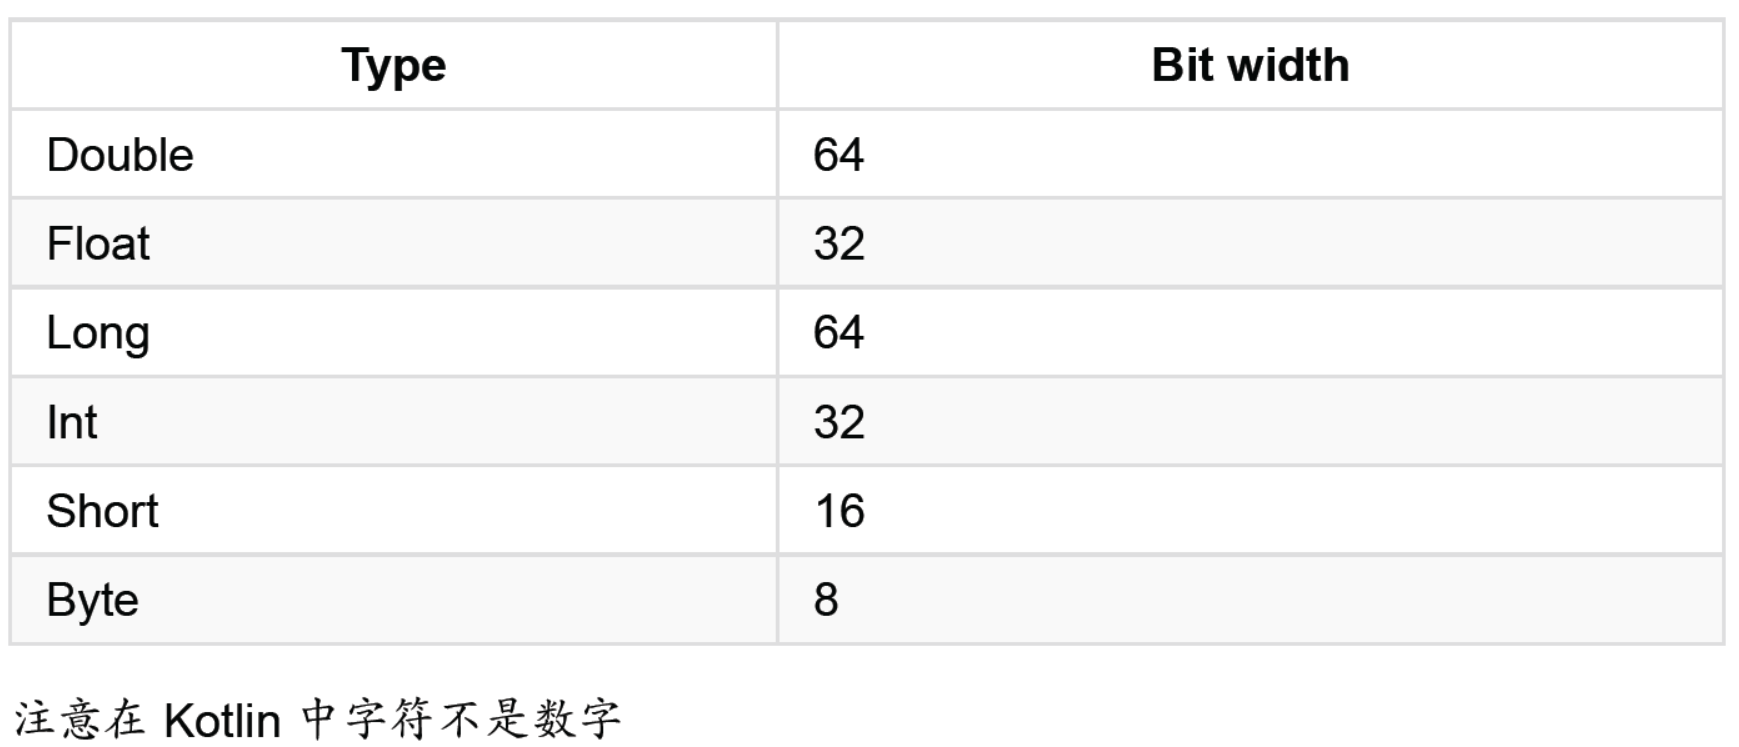 Type Bit width
Double 64
Float 32
Long 64
Int 32
Short 16
Byte 8
注意在 Kotlin 中字符不是数字